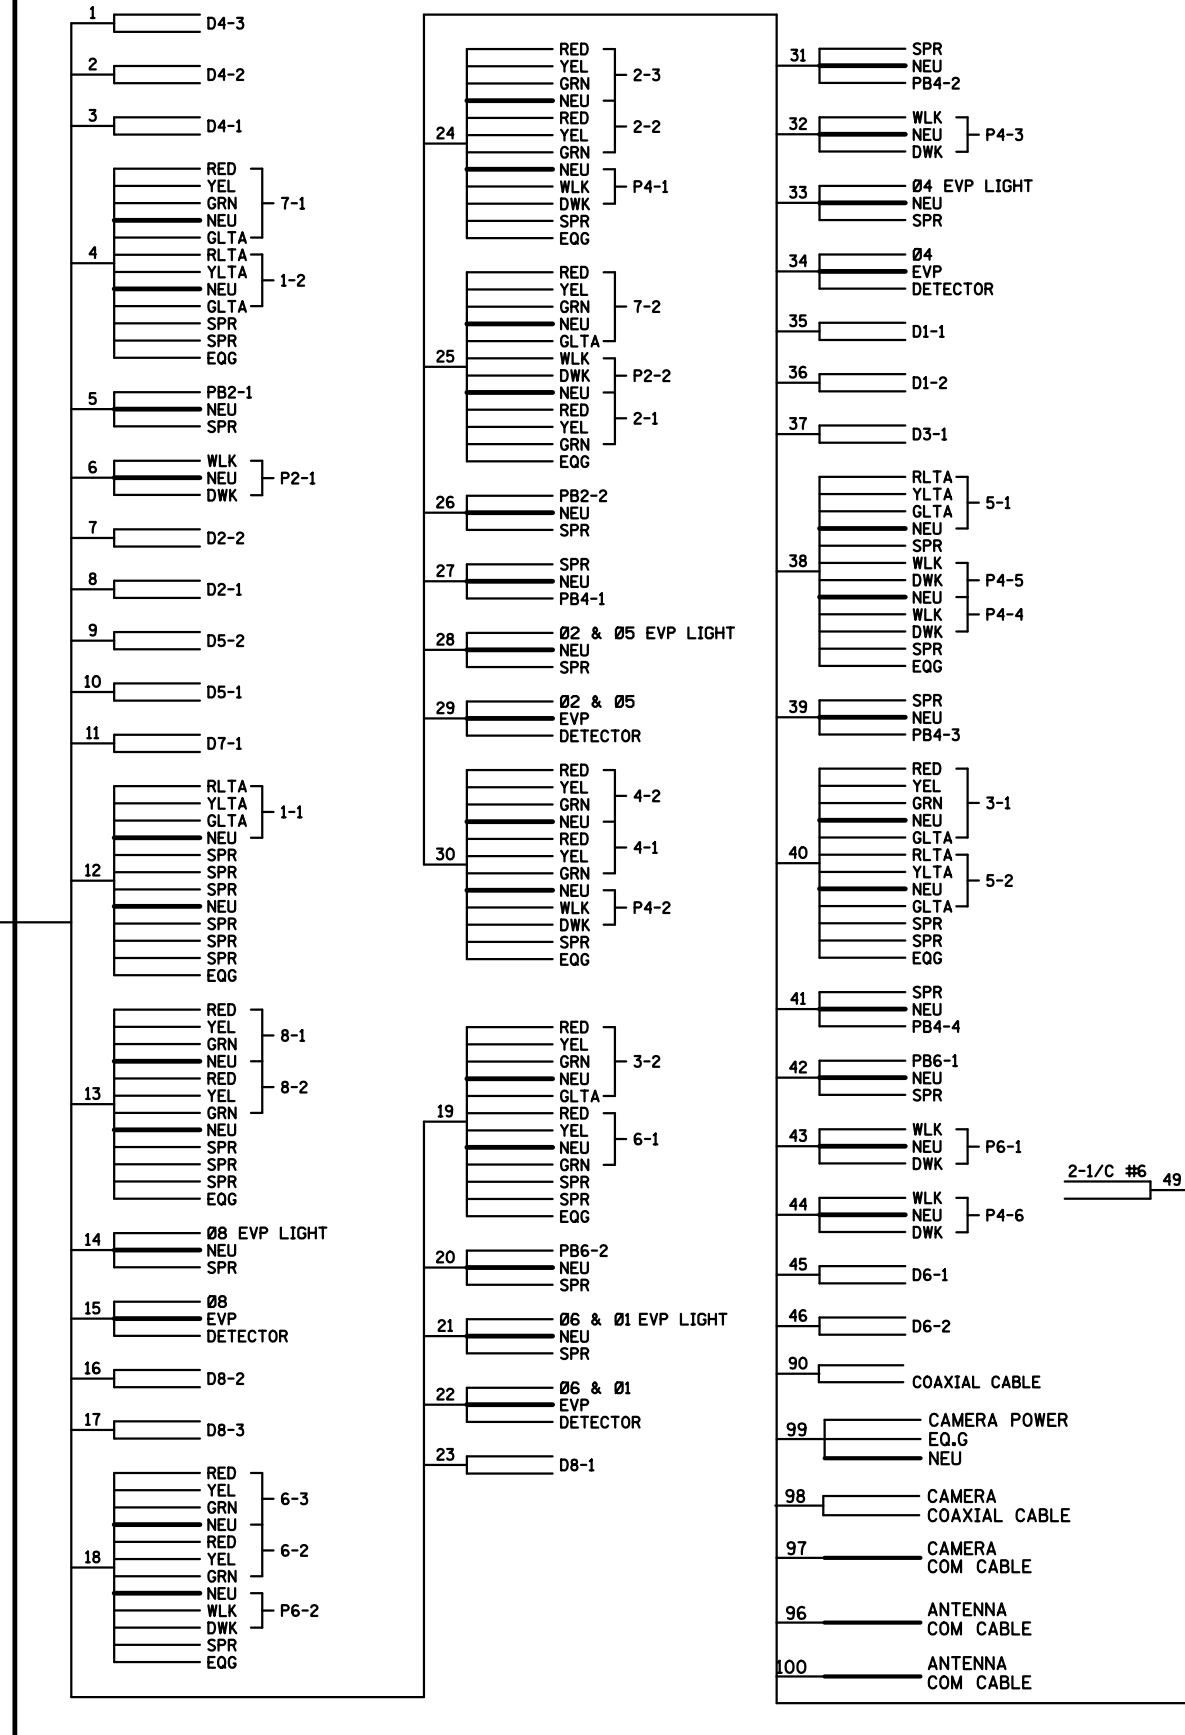 1
D4-3
2
D4-2
3
D4-1
4
RED
YEL
GRN
NEU
GLTA
7-1
RLTA
YLTA
NEU
GLTA
1-2
SPR
SPR
EQG
5
PB2-1
NEU
SPR
6
WLK
NEU
DWK
P2-1
7
D2-2
8
D2-1
9
D5-2
10
D5-1
11
D7-1
12
RLTA
YLTA
GLTA
NEU
1-1
SPR
SPR
SPR
NEU
SPR
SPR
SPR
EQG
13
RED
YEL
GRN
NEU
8-1
RED
YEL
GRN
8-2
NEU
SPR
SPR
SPR
EQG
14
Ø8 EVP LIGHT
NEU
SPR
15
Ø8
EVP
DETECTOR
16
D8-2
17
D8-3
18
RED
YEL
GRN
NEU
6-3
RED
YEL
GRN
6-2
NEU
WLK
DWK
P6-2
SPR
EQG
24
RED
YEL
GRN
NEU
2-3
RED
YEL
GRN
2-2
NEU
WLK
DWK
P4-1
SPR
EQG
25
RED
YEL
GRN
NEU
GLTA
7-2
WLK
DWK
NEU
P2-2
RED
YEL
GRN
2-1
EQG
26
PB2-2
NEU
SPR
27
SPR
NEU
PB4-1
28
Ø2 & Ø5 EVP LIGHT
NEU
SPR
29
Ø2 & Ø5
EVP
DETECTOR
30
RED
YEL
GRN
NEU
4-2
RED
YEL
GRN
4-1
NEU
WLK
DWK
P4-2
SPR
EQG
19
RED
YEL
GRN
NEU
GLTA
3-2
RED
YEL
NEU
GRN
6-1
SPR
SPR
EQG
20
PB6-2
NEU
SPR
21
Ø6 & Ø1 EVP LIGHT
NEU
SPR
22
Ø6 & Ø1
EVP
DETECTOR
23
D8-1
31
SPR
NEU
PB4-2
32
WLK
NEU
DWK
P4-3
33
Ø4 EVP LIGHT
NEU
SPR
34
Ø4
EVP
DETECTOR
35
D1-1
36
D1-2
37
D3-1
38
RLTA
YLTA
GLTA
NEU
5-1
SPR
WLK
DWK
NEU
P4-5
WLK
DWK
P4-4
SPR
EQG
39
SPR
NEU
PB4-3
40
RED
YEL
GRN
NEU
GLTA
3-1
RLTA
YLTA
NEU
GLTA
5-2
SPR
SPR
EQG
41
SPR
NEU
PB4-4
42
PB6-1
NEU
SPR
43
WLK
NEU
DWK
P6-1
44
WLK
NEU
DWK
P4-6
45
D6-1
46
D6-2
90
COAXIAL CABLE
99
CAMERA POWER
EQ.G
NEU
98
CAMERA
COAXIAL CABLE
97
CAMERA
COM CABLE
96
ANTENNA
COM CABLE
100
ANTENNA
COM CABLE
2-1/C #6
49